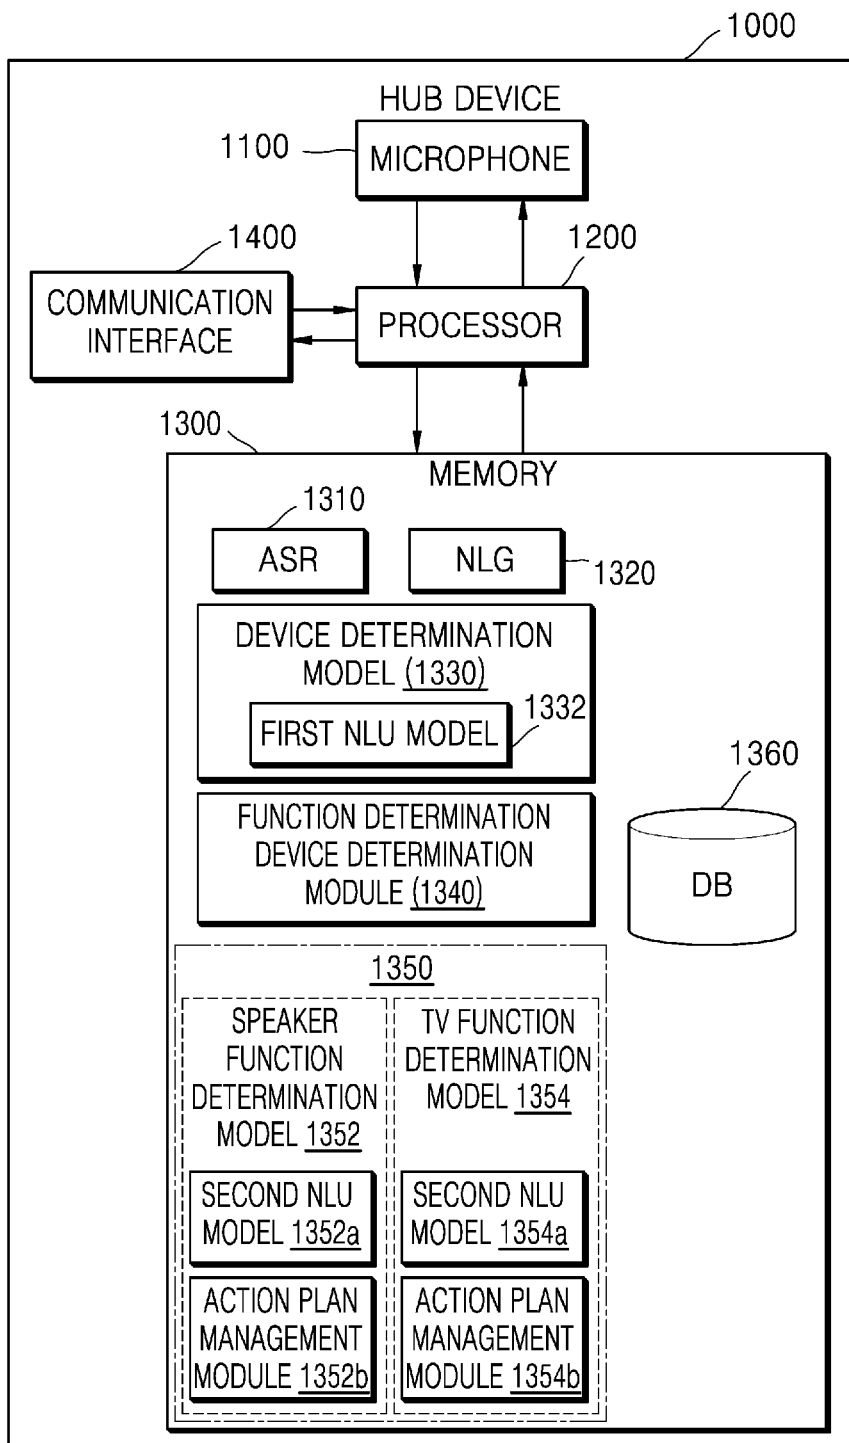 1000
HUB DEVICE
1100
MICROPHONE
1400
1200
COMMUNICATION
INTERFACE
PROCESSOR
1300
MEMORY
1310
ASR
NLG
1320
DEVICE DETERMINATION
MODEL (1330)
1332
FIRST NLU MODEL
1360
FUNCTION DETERMINATION
DEVICE DETERMINATION
MODULE (1340)
DB
1350
SPEAKER
FUNCTION
DETERMINATION
MODEL 1352
TV FUNCTION
DETERMINATION
MODEL 1354
SECOND NLU
MODEL 1352a
SECOND NLU
MODEL 1354a
ACTION PLAN
MANAGEMENT
MODULE 1352b
ACTION PLAN
MANAGEMENT
MODULE 1354b